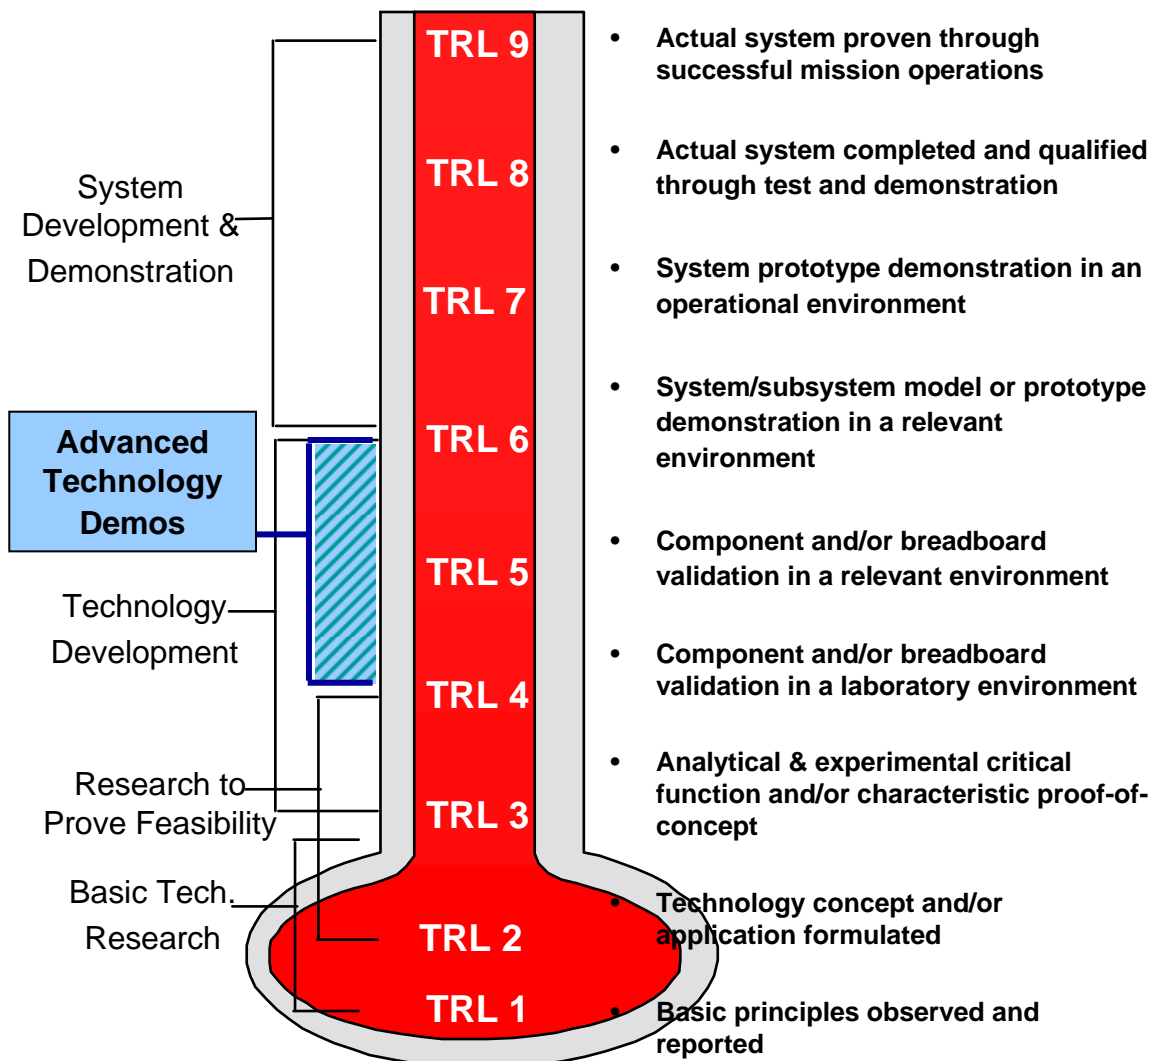 TRL 9
• Actual system proven through
successful mission operations
TRL 8
• Actual system completed and qualified
through test and demonstration
System
Development &
Demonstration
TRL 7
• System prototype demonstration in an
operational environment
TRL 6
• System/subsystem model or prototype
demonstration in a relevant
environment
Advanced
Technology
Demos
TRL 5
• Component and/or breadboard
validation in a relevant environment
Technology
Development
TRL 4
• Component and/or breadboard
validation in a laboratory environment
Research to
Prove Feasibility
TRL 3
• Analytical & experimental critical
function and/or characteristic proof-of-
concept
Basic Tech.
Research
TRL 2
• Technology concept and/or
application formulated
TRL 1
• Basic principles observed and
reported